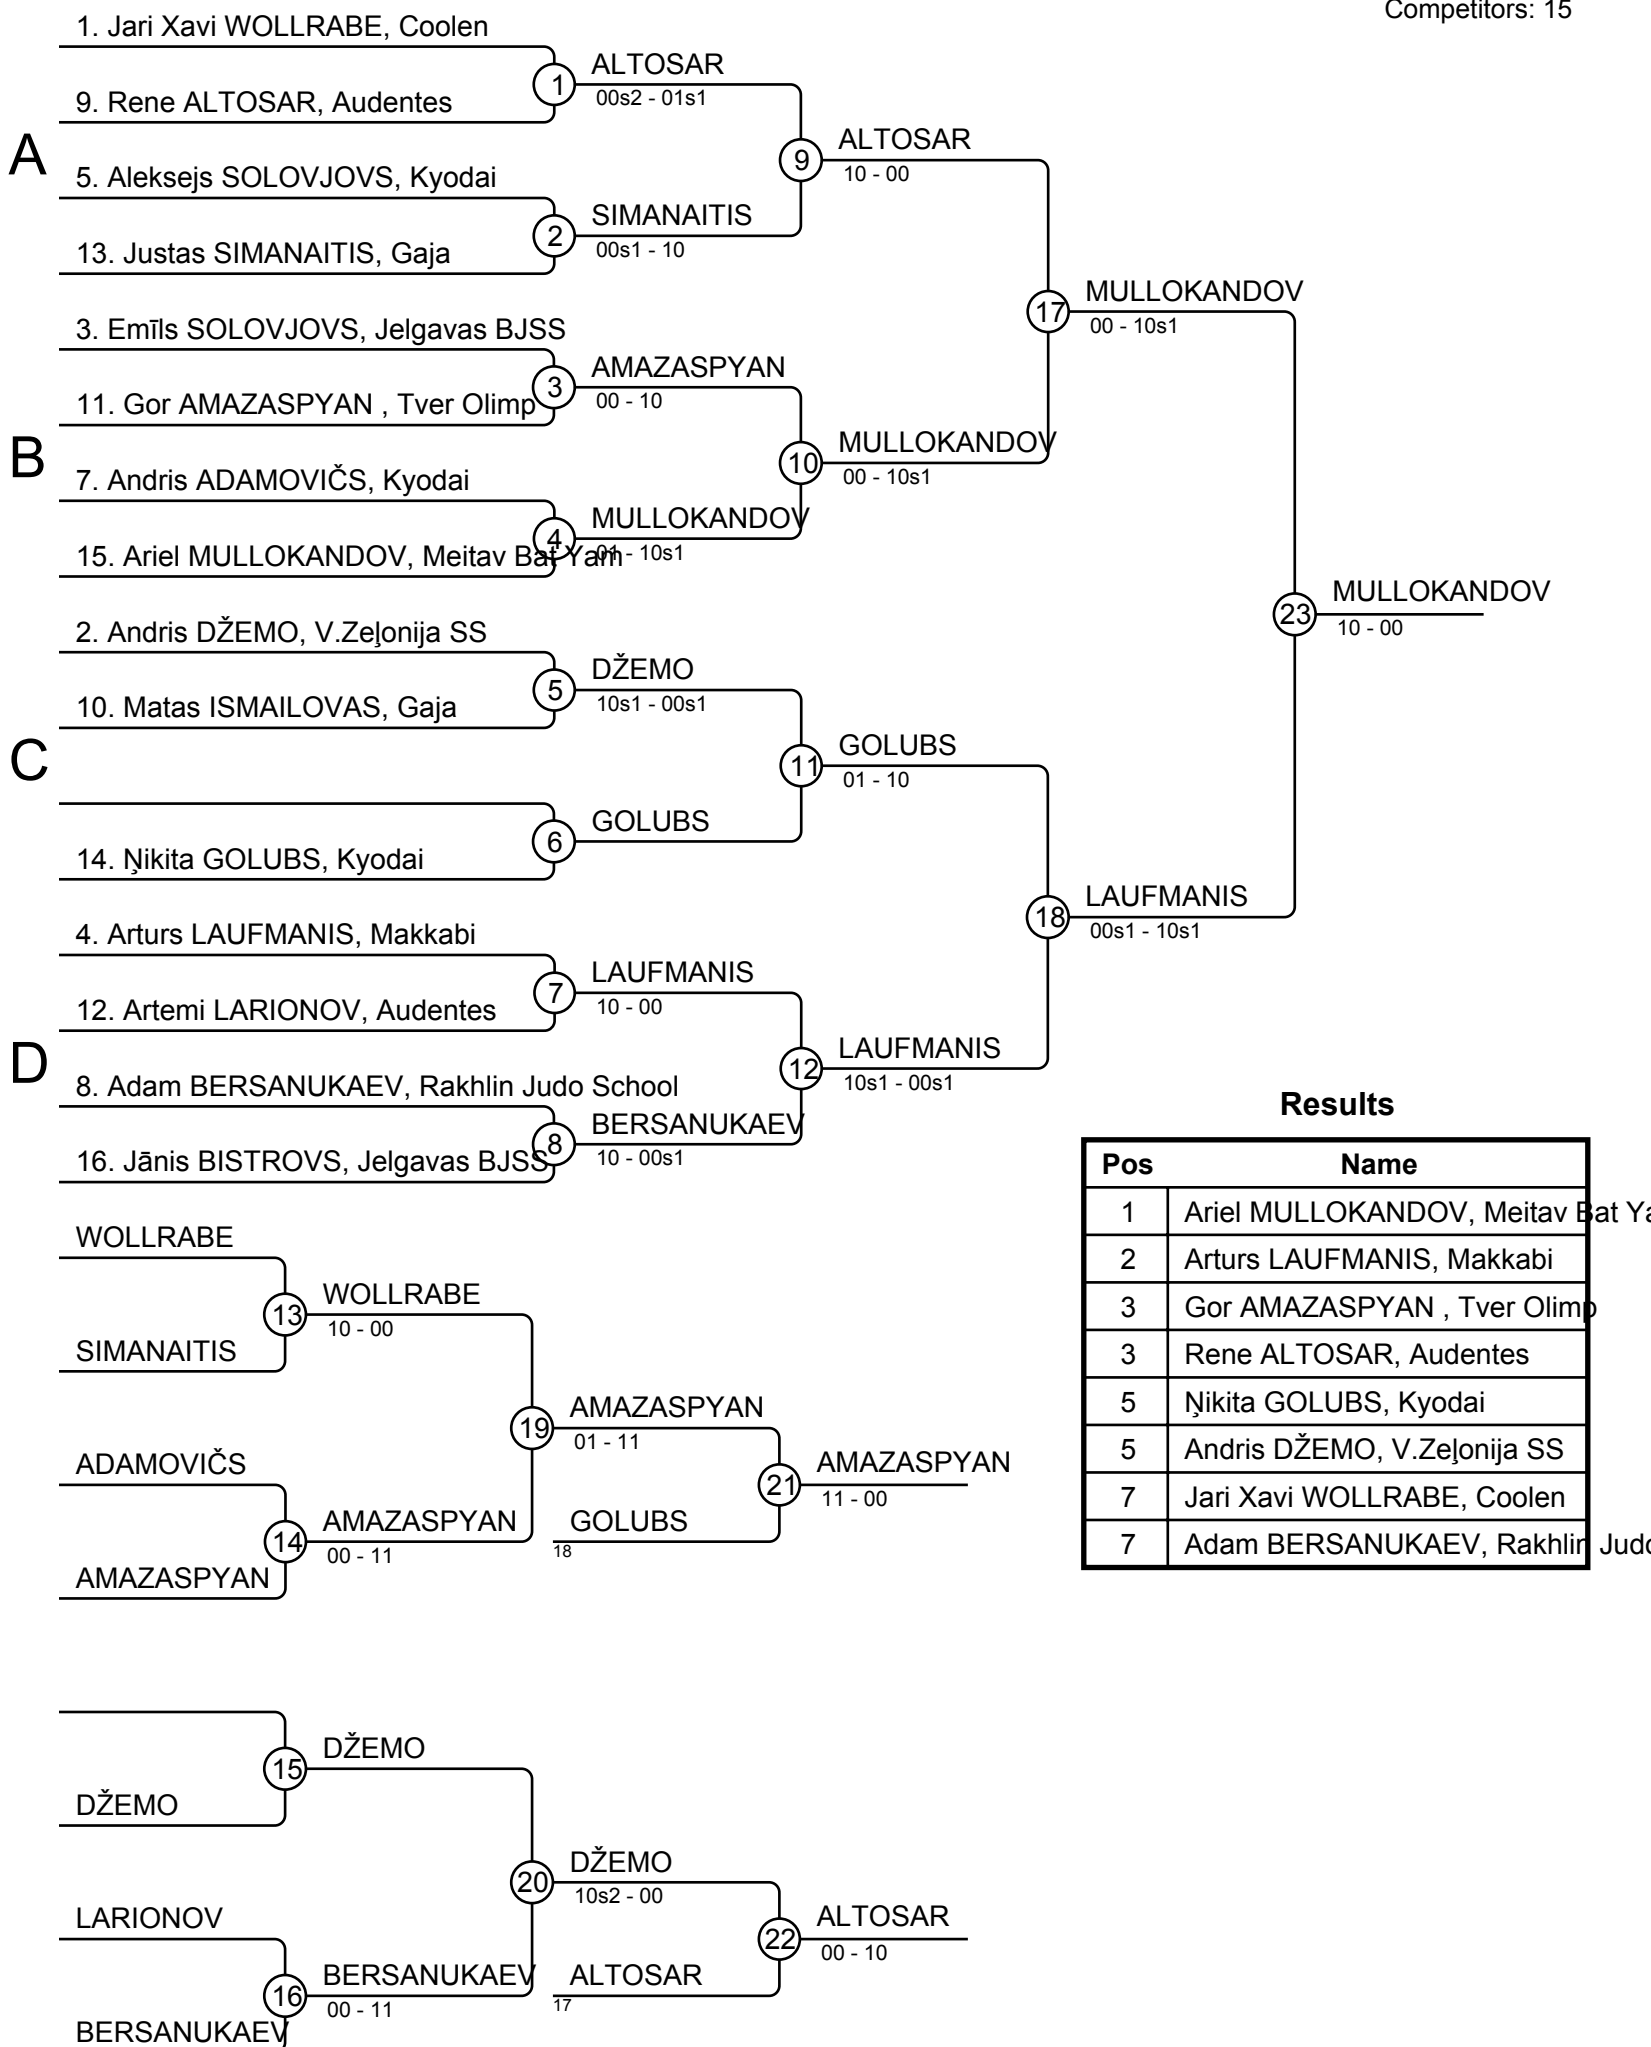 Competitors: 15
1. Jari Xavi WOLLRABE, Coolen
1
ALTOSAR
00s2 - 01s1
9. Rene ALTOSAR, Audentes
A
9
ALTOSAR
10 - 00
5. Aleksejs SOLOVJOVS, Kyodai
2
SIMANAITIS
00s1 - 10
13. Justas SIMANAITIS, Gaja
17
MULLOKANDOV
00 - 10s1
3. Emīls SOLOVJOVS, Jelgavas BJSS
3
AMAZASPYAN
00 - 10
11. Gor AMAZASPYAN , Tver Olimp
B
10
MULLOKANDOV
00 - 10s1
7. Andris ADAMOVIČS, Kyodai
4
MULLOKANDOV
01 - 10s1
15. Ariel MULLOKANDOV, Meitav Bat Yam
23
MULLOKANDOV
10 - 00
2. Andris DŽEMO, V.Zeļonija SS
5
DŽEMO
10s1 - 00s1
10. Matas ISMAILOVAS, Gaja
C
11
GOLUBS
01 - 10
6
GOLUBS
14. Ņikita GOLUBS, Kyodai
18
LAUFMANIS
00s1 - 10s1
4. Arturs LAUFMANIS, Makkabi
7
LAUFMANIS
10 - 00
12. Artemi LARIONOV, Audentes
D
12
LAUFMANIS
10s1 - 00s1
8. Adam BERSANUKAEV, Rakhlin Judo School
8
BERSANUKAEV
10 - 00s1
16. Jānis BISTROVS, Jelgavas BJSS
Results
Pos Name
1 Ariel MULLOKANDOV, Meitav Bat
2 Arturs LAUFMANIS, Makkabi
3 Gor AMAZASPYAN , Tver Olimp
3 Rene ALTOSAR, Audentes
5 Ņikita GOLUBS, Kyodai
5 Andris DŽEMO, V.Zeļonija SS
7 Jari Xavi WOLLRABE, Coolen
7 Adam BERSANUKAEV, Rakhlin Judo
WOLLRABE
13
WOLLRABE
10 - 00
SIMANAITIS
19
AMAZASPYAN
01 - 11
ADAMOVIČS
14
AMAZASPYAN
00 - 11
AMAZASPYAN
GOLUBS
18
21
AMAZASPYAN
11 - 00
15
DŽEMO
DŽEMO
20
DŽEMO
10s2 - 00
LARIONOV
16
BERSANUKAEV
00 - 11
BERSANUKAEV
ALTOSAR
17
22
ALTOSAR
00 - 10